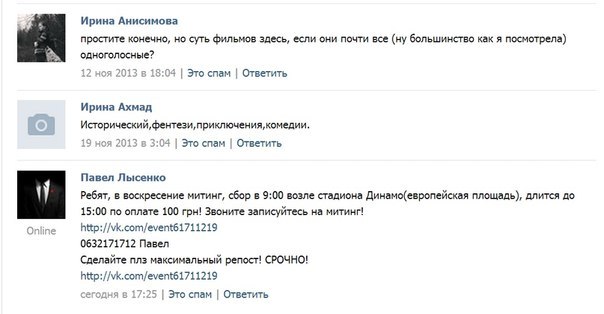 Ирина Анисимова
простите конечно, но суть фильмов здесь, если они почти все (ну большинство как я посмотрела)
одноголосные?
12 ноя 2013 в 18:04 | Это спам | Ответить
Ирина Ахмад
Исторический,фентези,приключения,комедии.
19 ноя 2013 в 3:04 | Это спам | Ответить
Павел Лысенко
Ребят, в воскресение митинг, сбор в 9:00 возле стадиона Динамо(европейская площадь), длится до
15:00 по оплате 100 грн! Звоните записуйтесь на митинг!
http://vk.com/event61711219
0632171712 Павел
Сделайте плз максимальный репост! СРОЧНО!
http://vk.com/event61711219
Online
сегодня в 17:25 | Это спам | Ответить